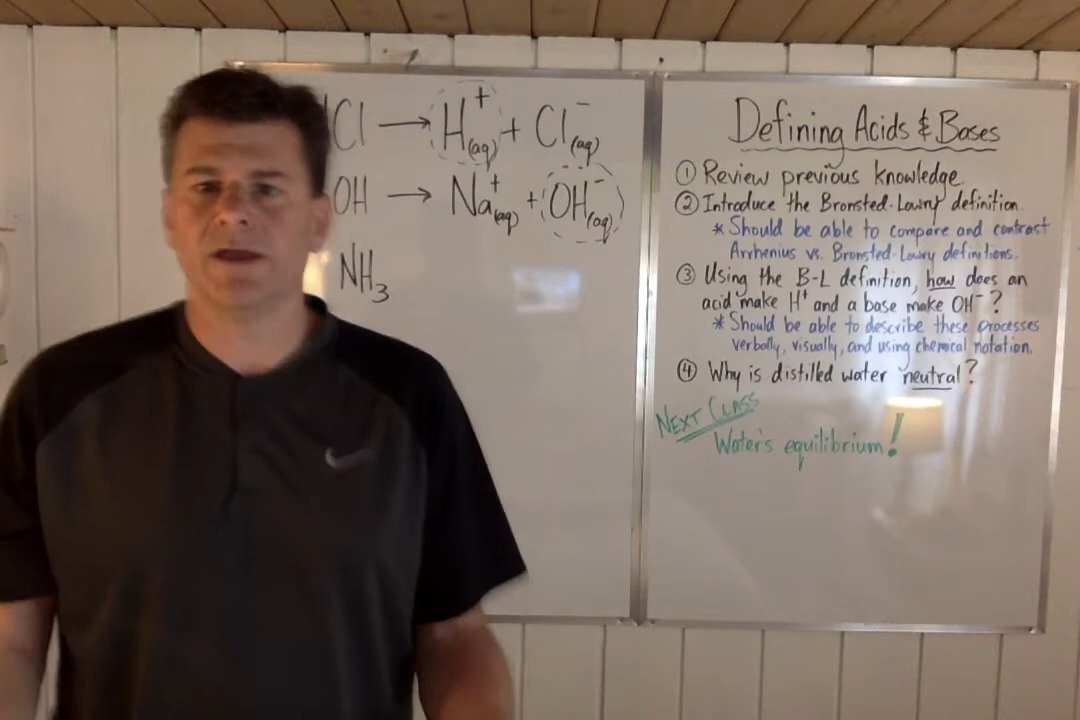 Cl → H⁺(aq) + Cl⁻(aq)
OH → Na⁺(aq) + OH⁻(aq)
NH₃
Defining Acids & Bases
① Review previous knowledge.
② Introduce the Bronsted-Lowry definition
* Should be able to compare and contrast
Arrhenius vs. Bronsted-Lowry definitions.
③ Using the B-L definition, how does an
acid make H⁺ and a base make OH⁻?
* Should be able to describe these processes
verbally, visually, and using chemical notation.
④ Why is distilled water neutral?
NEXT CLASS
Water's equilibrium!